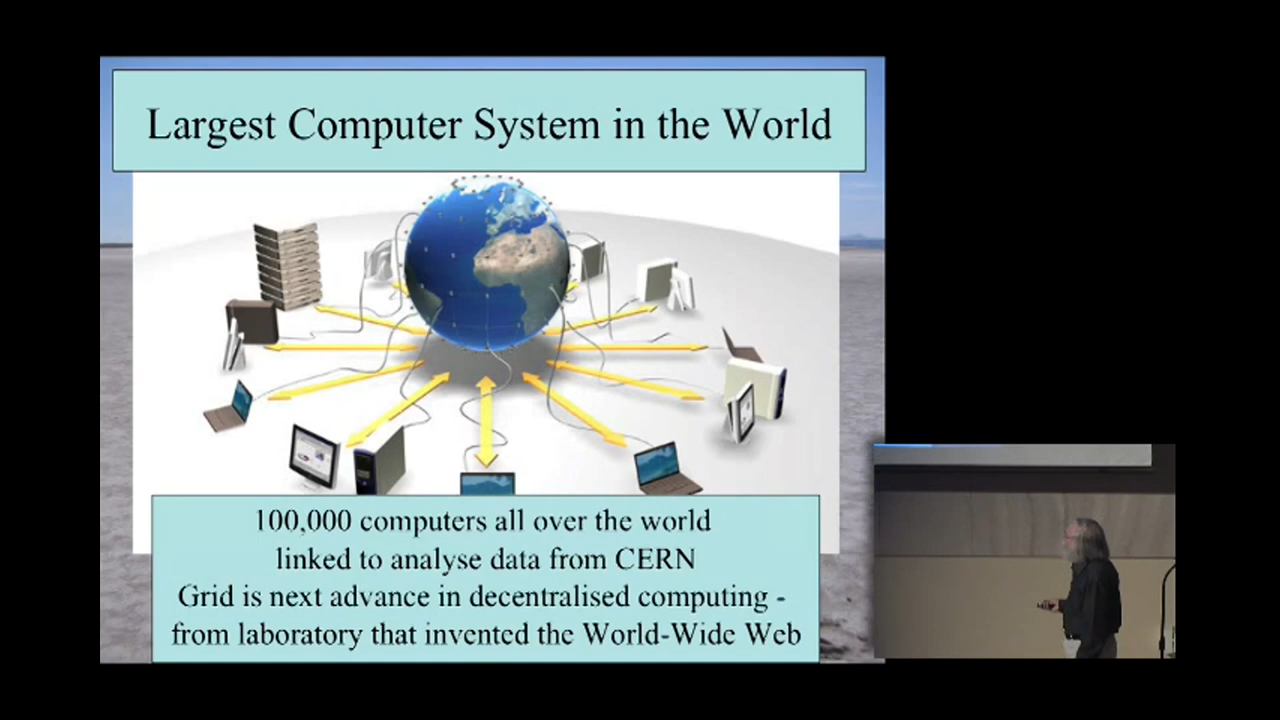 Largest Computer System in the World
100,000 computers all over the world
linked to analyse data from CERN
Grid is next advance in decentralised computing -
from laboratory that invented the World-Wide Web